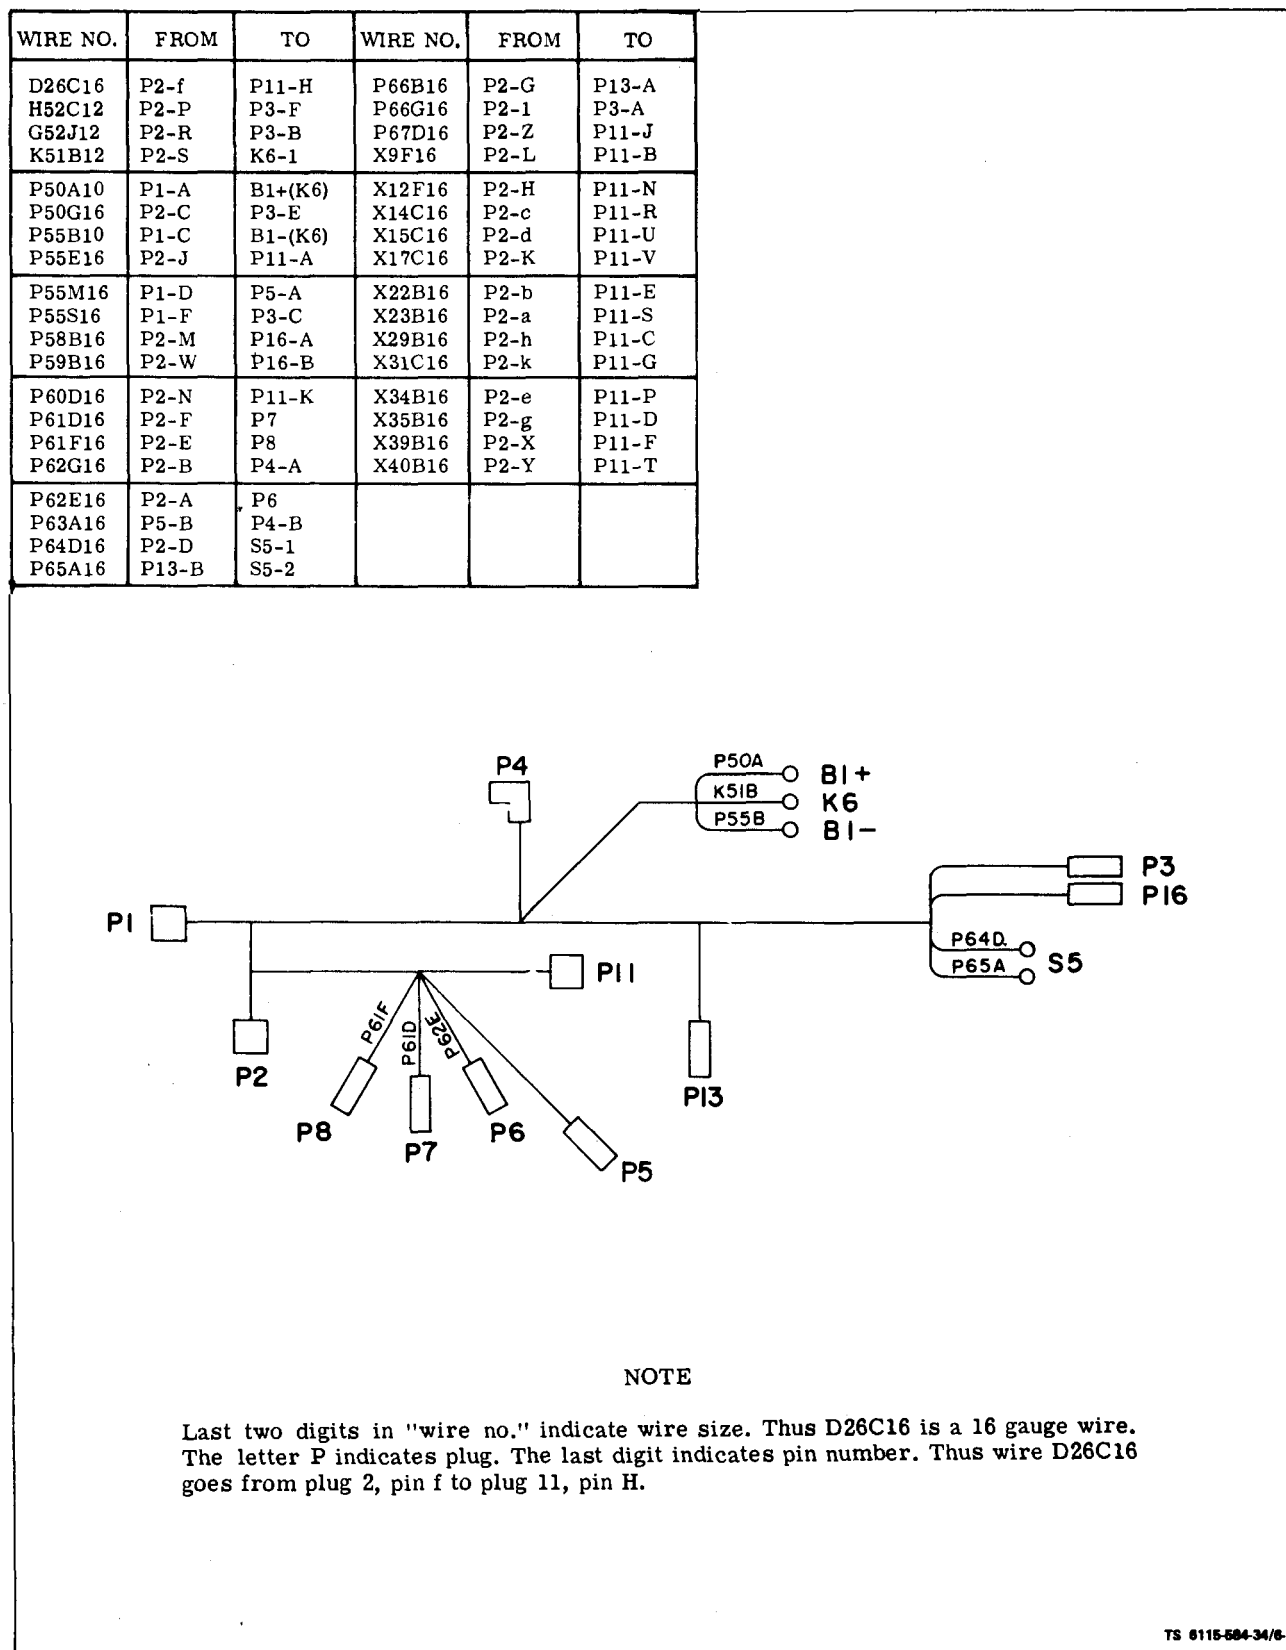 WIRE NO. FROM TO WIRE NO. FROM TO
D26C16 P2-f P11-H P66B16 P2-G P13-A
H52C12 P2-P P3-F P66G16 P2-1 P3-A
G52J12 P2-R P3-B P67D16 P2-Z P11-J
K51B12 P2-S K6-1 X9F16 P2-L P11-B
P50A10 P1-A B1+(K6) X12F16 P2-H P11-N
P50G16 P2-C P3-E X14C16 P2-c P11-R
P55B10 P1-C B1-(K6) X15C16 P2-d P11-U
P55E16 P2-J P11-A X17C16 P2-K P11-V
P55M16 P1-D P5-A X22B16 P2-b P11-E
P55S16 P1-F P3-C X23B16 P2-a P11-S
P58B16 P2-M P16-A X29B16 P2-h P11-C
P59B16 P2-W P16-B X31C16 P2-k P11-G
P60D16 P2-N P11-K X34B16 P2-e P11-P
P61D16 P2-F P7 X35B16 P2-g P11-D
P61F16 P2-E P8 X39B16 P2-X P11-F
P62G16 P2-B P4-A X40B16 P2-Y P11-T
P62E16 P2-A P6
P63A16 P5-B P4-B
P64D16 P2-D S5-1
P65A16 P13-B S5-2
P4
P50A B1+
K51B K6
P55B B1-
P3
P16
P1
P64D.
P65A S5
P11
P61F
P61D
P62E
P2
P13
P8
P7
P6
P5
NOTE
Last two digits in "wire no." indicate wire size. Thus D26C16 is a 16 gauge wire.
The letter P indicates plug. The last digit indicates pin number. Thus wire D26C16
goes from plug 2, pin f to plug 11, pin H.
TS 6115-584-34/6-